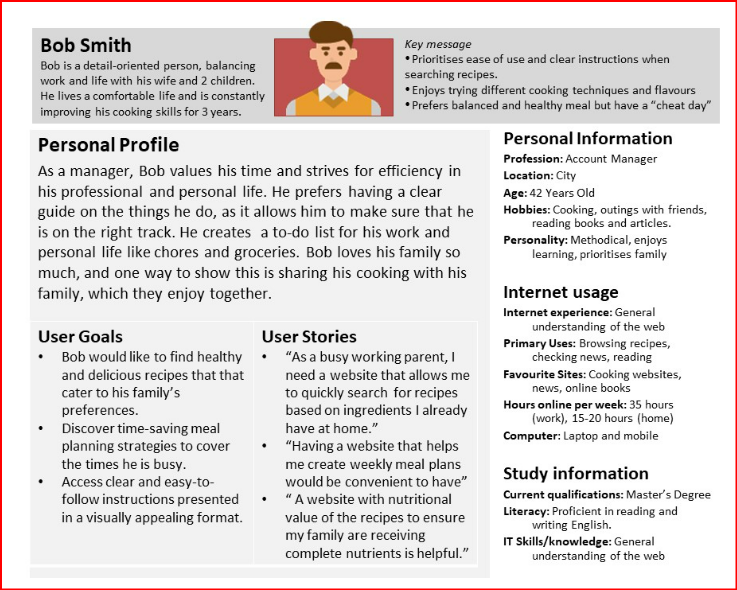 Bob Smith
Bob is a detail-oriented person, balancing
work and life with his wife and 2 children.
He lives a comfortable life and is constantly
improving his cooking skills for 3 years.
Key message
•Prioritises ease of use and clear instructions when
searching recipes.
•Enjoys trying different cooking techniques and flavours
•Prefers balanced and healthy meal but have a “cheat day”
Personal Profile
As a manager, Bob values his time and strives for efficiency in
his professional and personal life. He prefers having a clear
guide on the things he do, as it allows him to make sure that he
is on the right track. He creates a to-do list for his work and
personal life like chores and groceries. Bob loves his family so
much, and one way to show this is sharing his cooking with his
family, which they enjoy together.
User Goals
• Bob would like to find healthy
and delicious recipes that that
cater to his family’s
preferences.
• Discover time-saving meal
planning strategies to cover
the times he is busy.
• Access clear and easy-to-
follow instructions presented
in a visually appealing format.
User Stories
• “As a busy working parent, I
need a website that allows me
to quickly search for recipes
based on ingredients I already
have at home.”
• “Having a website that helps
me create weekly meal plans
would be convenient to have”
• “ A website with nutritional
value of the recipes to ensure
my family are receiving
complete nutrients is helpful.”
Personal Information
Profession: Account Manager
Location: City
Age: 42 Years Old
Hobbies: Cooking, outings with friends,
reading books and articles.
Personality: Methodical, enjoys
learning, prioritises family
Internet usage
Internet experience: General
understanding of the web
Primary Uses: Browsing recipes,
checking news, reading
Favourite Sites: Cooking websites,
news, online books
Hours online per week: 35 hours
(work), 15-20 hours (home)
Computer: Laptop and mobile
Study information
Current qualifications: Master’s Degree
Literacy: Proficient in reading and
writing English.
IT Skills/knowledge: General
understanding of the web